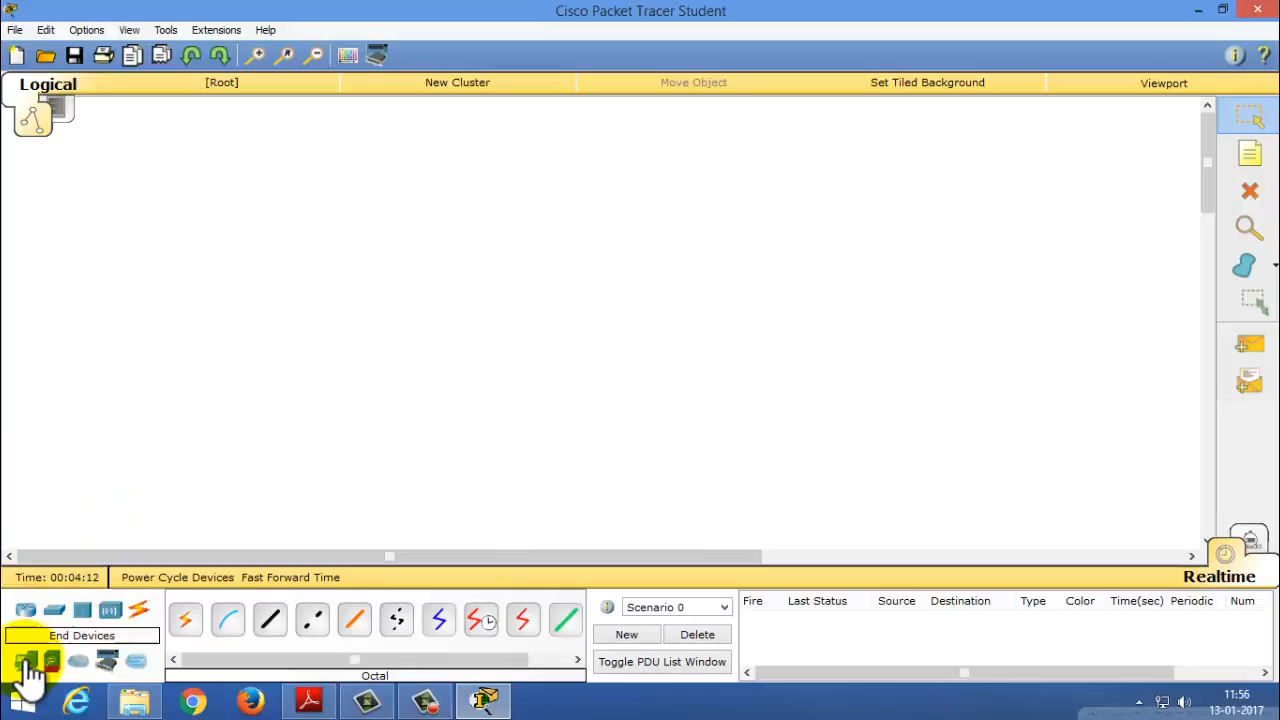 Cisco Packet Tracer Student
File Edit Options View Tools Extensions Help
Logical [Root] New Cluster Move Object Set Tiled Background Viewport
Time: 00:04:12 Power Cycle Devices Fast Forward Time Realtime
Scenario 0 Fire Last Status Source Destination Type Color Time(sec) Periodic Num
End Devices New Delete
Toggle PDU List Window
Octal
11:56
13-01-2017